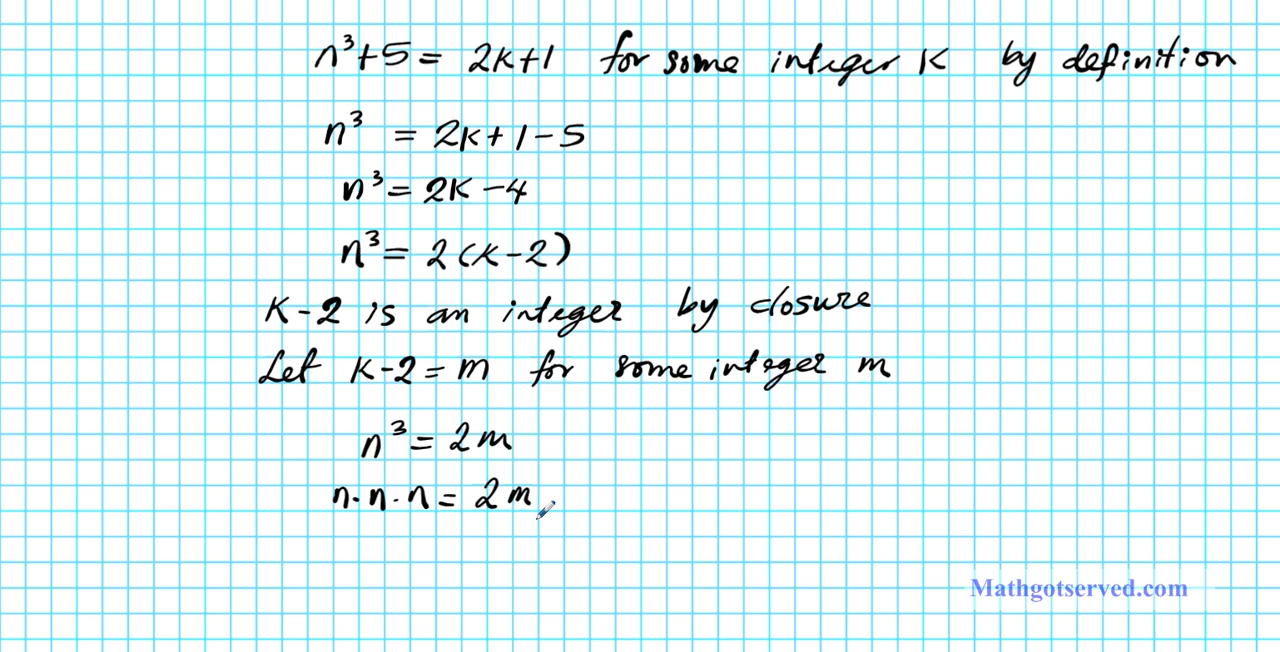 n³+5 = 2k+1 for some integer k by definition
n³ = 2k+1-5
n³ = 2k-4
n³ = 2(k-2)
k-2 is an integer by closure
Let k-2 = m for some integer m
n³ = 2m
n·n·n = 2m
Mathgotserved.com